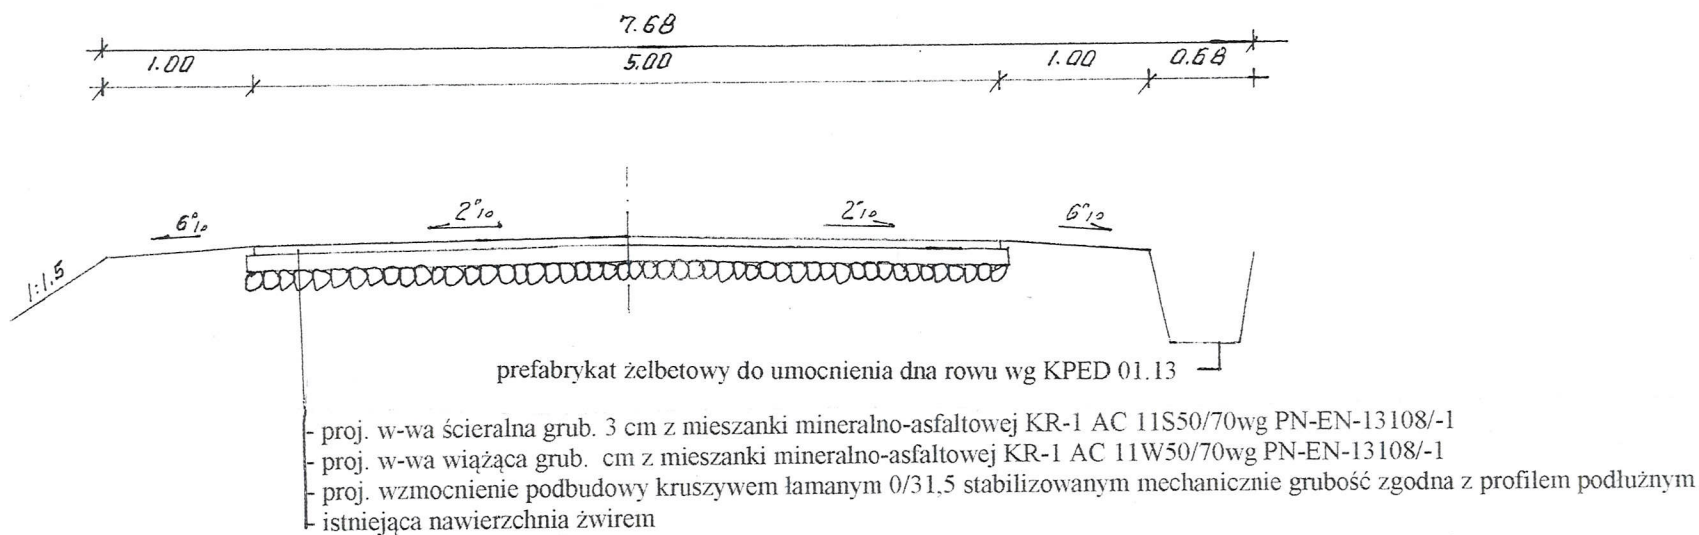 7.68
1.00 5.00 1.00 0.68
6% 2% 2% 6%
1:1,5
prefabrykat żelbetowy do umocnienia dna rowu wg KPED 01.13
- proj. w-wa ścieralna grub. 3 cm z mieszanki mineralno-asfaltowej KR-1 AC 11S50/70wg PN-EN-13108/-1
- proj. w-wa wiążąca grub. cm z mieszanki mineralno-asfaltowej KR-1 AC 11W50/70wg PN-EN-13108/-1
- proj. wzmocnienie podbudowy kruszywem łamanym 0/31,5 stabilizowanym mechanicznie grubość zgodna z profilem podłużnym
- istniejąca nawierzchnia żwirem